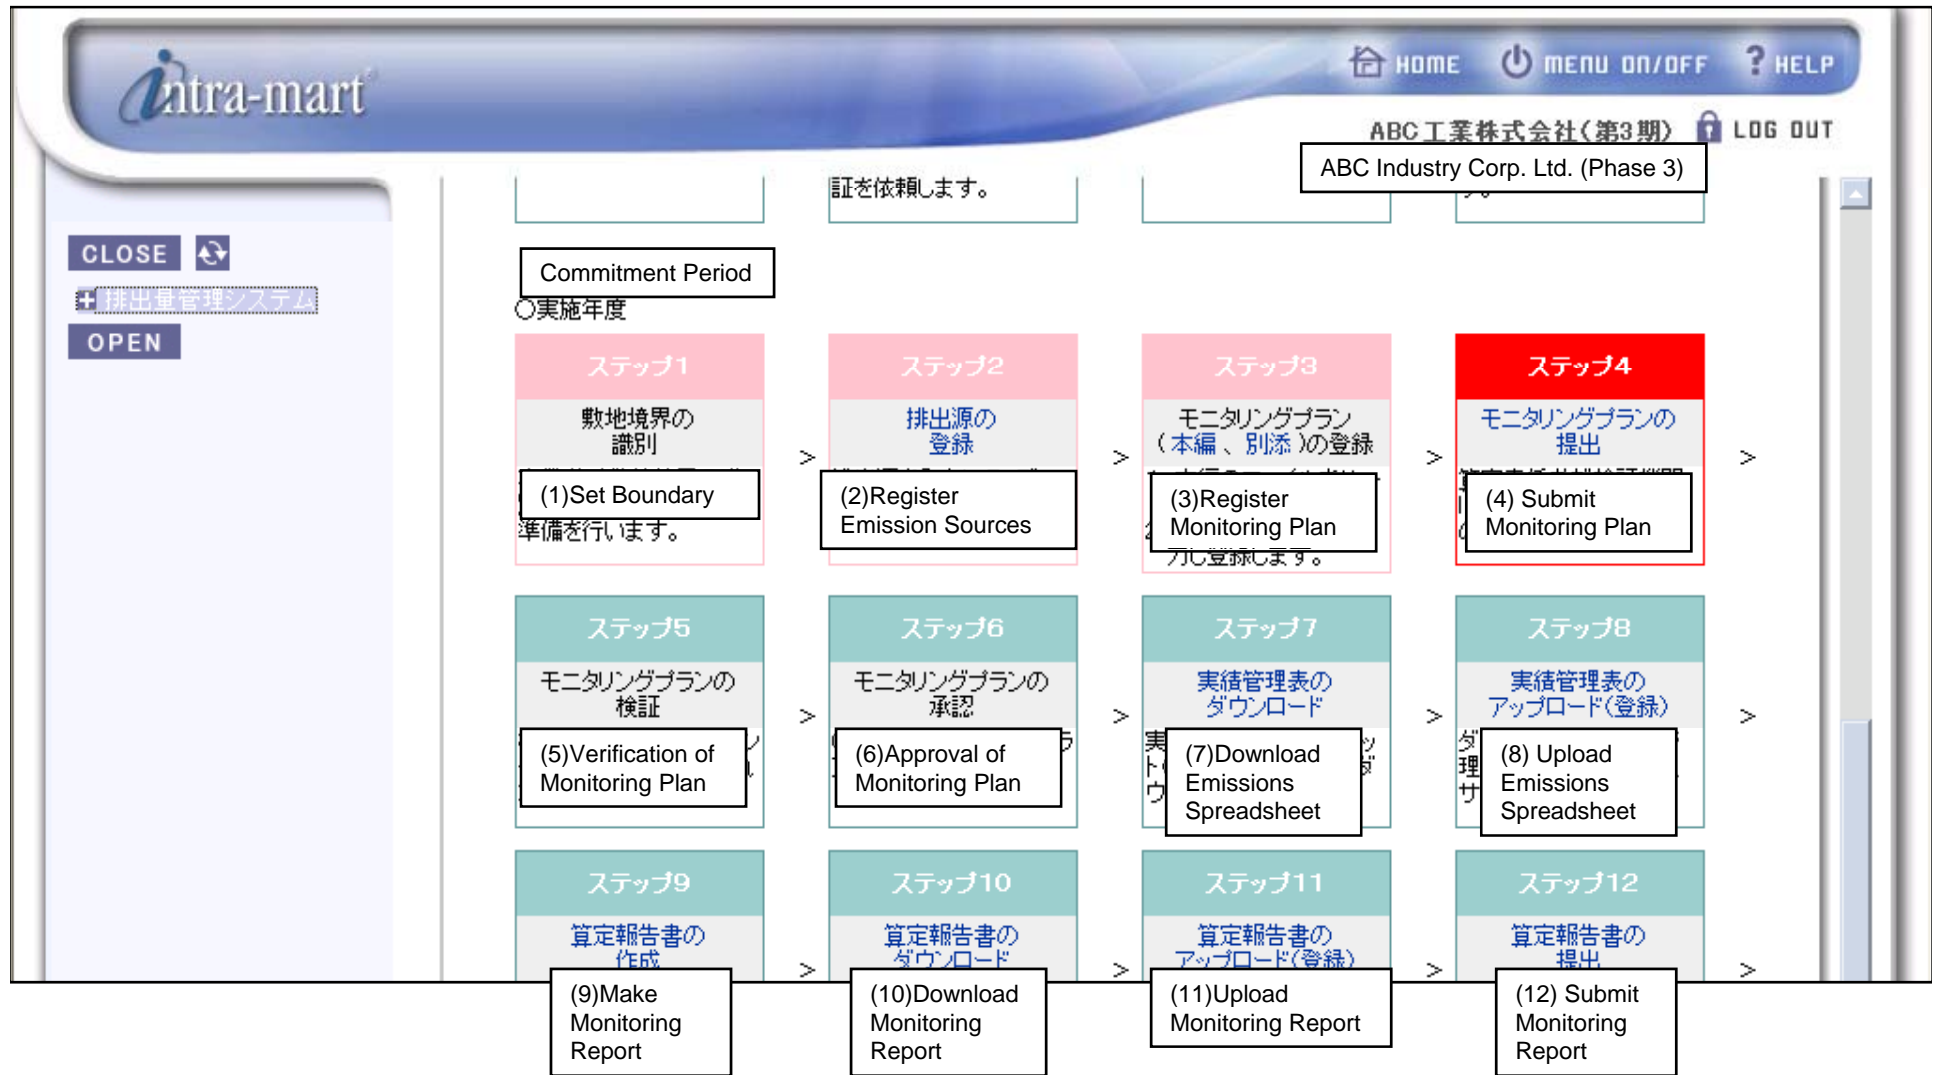 intra-mart
HOME MENU ON/OFF ? HELP
ABC工業株式会社(第3期) LOG OUT
ABC Industry Corp. Ltd. (Phase 3)
証を依頼します。
CLOSE
排出量管理システム
OPEN
Commitment Period
○実施年度
ステップ1
敷地境界の
識別
(1)Set Boundary
準備を行います。
>
ステップ2
排出源の
登録
(2)Register
Emission Sources
>
ステップ3
モニタリングプラン
(本編、別添)の登録
(3)Register
Monitoring Plan
力し登録します。
>
ステップ4
モニタリングプランの
提出
(4) Submit
Monitoring Plan
>
ステップ5
モニタリングプランの
検証
(5)Verification of
Monitoring Plan
>
ステップ6
モニタリングプランの
承認
(6)Approval of
Monitoring Plan
>
ステップ7
実績管理表の
ダウンロード
(7)Download
Emissions
Spreadsheet
>
ステップ8
実績管理表の
アップロード(登録)
(8) Upload
Emissions
Spreadsheet
>
ステップ9
算定報告書の
作成
(9)Make
Monitoring
Report
>
ステップ10
算定報告書の
ダウンロード
(10)Download
Monitoring
Report
>
ステップ11
算定報告書の
アップロード(登録)
(11)Upload
Monitoring Report
>
ステップ12
算定報告書の
提出
(12) Submit
Monitoring
Report
>